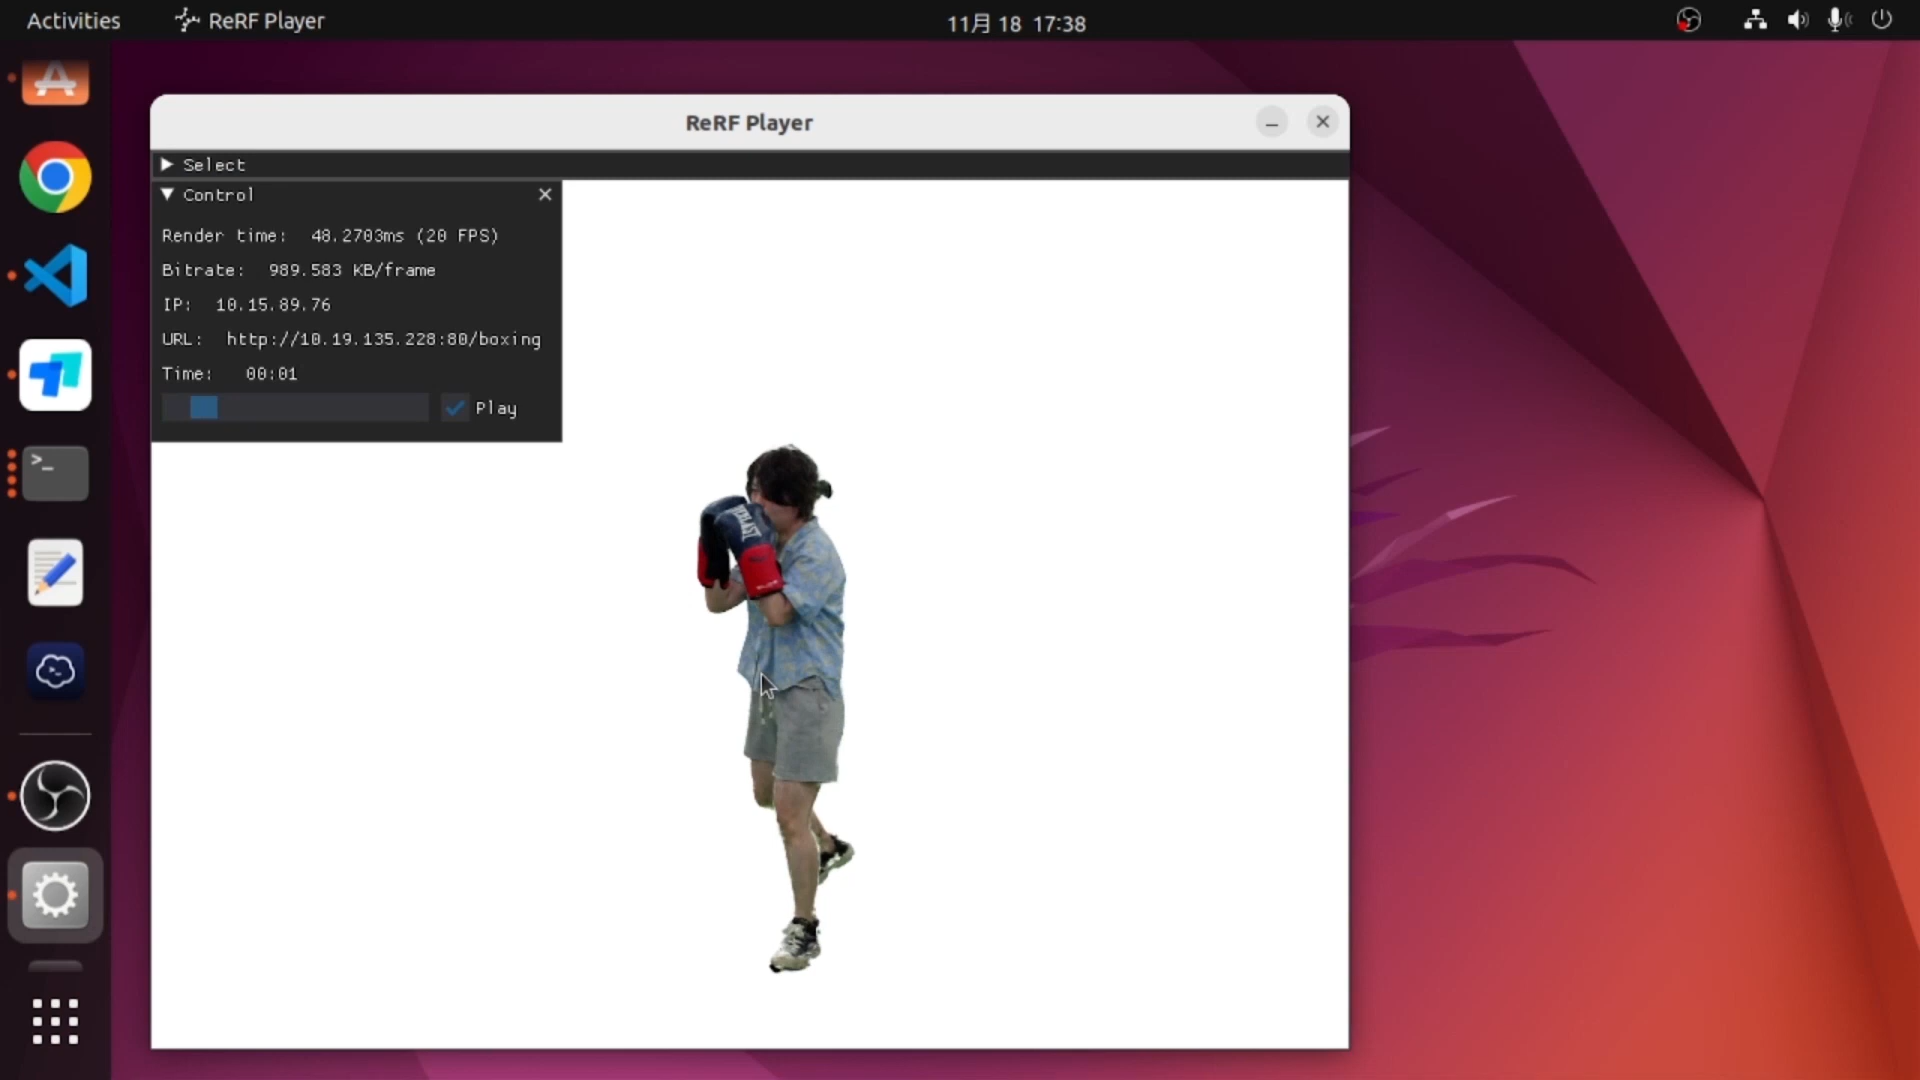 Activities
ReRF Player
11月 18 17:38
ReRF Player
Select
Control
Render time: 48.2703ms (20 FPS)
Bitrate: 989.583 KB/frame
IP: 10.15.89.76
URL: http://10.19.135.228:80/boxing
Time: 00:01
Play
EVERLAST